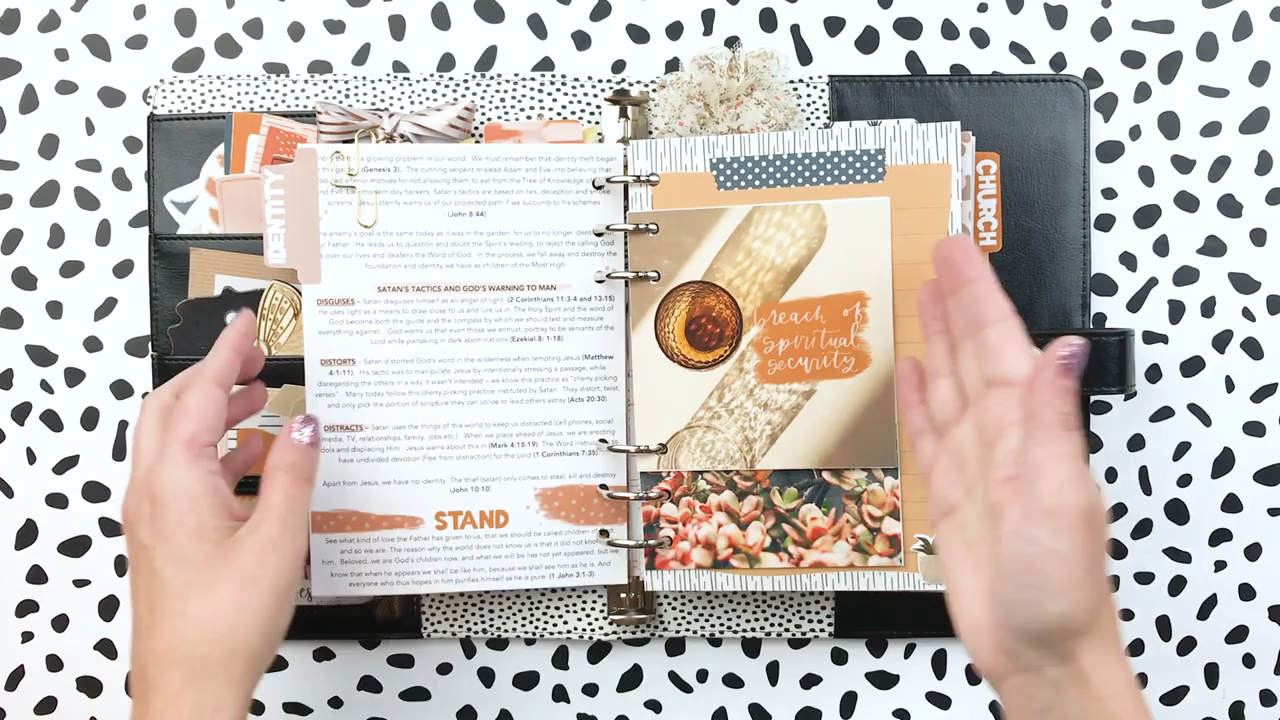 IDENTITY
is a growing problem in our world. We must remember that identity theft began
(Genesis 3). The cunning serpent mislead Adam and Eve into believing that
motives for not allowing them to eat from the Tree of Knowledge of
modern day hackers, Satan's tactics are based on lies, deception and smoke
screens. Jesus sternly warns us of our projected path if we succumb to his schemes
- (John 8:44)
enemy's goal is the same today as it was in the garden, for us to no longer
Father. He leads us to question and doubt the Spirit's leading, to reject the calling God
over our lives and deafens the Word of God. In the process, we fall away and destroy the
foundation and identity we have as children of the Most High.
SATAN'S TACTICS AND GOD'S WARNING TO MAN
DISGUISES – Satan disguises himself as an angel of light. (2 Corinthians 11:3-4 and 13-15)
He uses light as a means to draw close to us and lure us in. The Holy Spirit and the word of
God become both the guide and the compass by which we should test and measure
everything against. God warns us that even those we entrust, portray to be servants of the
Lord while partaking in dark abominations (Ezekiel 8: 1-18).
DISTORTS – Satan distorted God's word in the wilderness when tempting Jesus (Matthew
4:1-11). His tactic was to manipulate Jesus by intentionally stressing a passage, while
disregarding the others in a way it wasn't intended – we know this practice as "cherry picking
verses". Many today follow this cherry picking practice instituted by Satan. They distort, twist,
and only pick the portion of scripture they can utilize to lead others astray (Acts 20:30).
DISTRACTS – Satan uses the things of this world to keep us distracted (cell phones, social
media, TV, relationships, family, jobs etc.). When we place ahead of Jesus, we are erecting
idols and displacing Him. Jesus warns about this in (Mark 4:18-19). The Word
have undivided devotion (free from distraction) for the Lord (1 Corinthians 7:35).
Apart from Jesus, we have no identity. The thief (satan) only comes to steal, kill and destroy
(John 10:10)
STAND
See what kind of love the Father has given to us, that we should be called children of
and so we are. The reason why the world does not know us is that it did not know
him. Beloved, we are God's children now, and what we will be has not yet appeared; but we
know that when he appears we shall be like him, because we shall see him as he is. And
everyone who thus hopes in him purifies himself as he is pure. (1 John 3:1-3)
breach of
spiritual
security
CHURCH